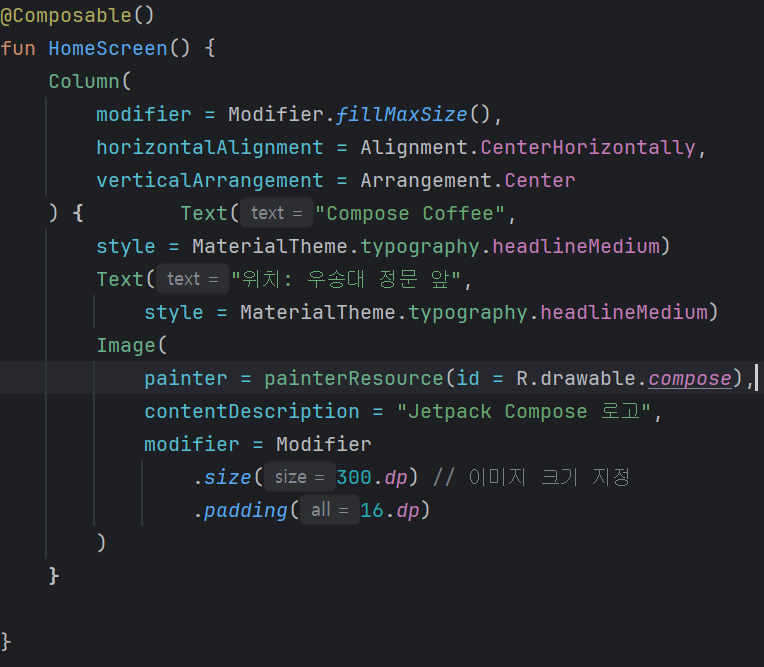 @Composable()
fun HomeScreen() {
    Column(
        modifier = Modifier.fillMaxSize(),
        horizontalAlignment = Alignment.CenterHorizontally,
        verticalArrangement = Arrangement.Center
    ) {        Text( text = "Compose Coffee",
        style = MaterialTheme.typography.headlineMedium)
        Text( text = "위치: 우송대 정문 앞",
            style = MaterialTheme.typography.headlineMedium)
        Image(
            painter = painterResource(id = R.drawable.compose),
            contentDescription = "Jetpack Compose 로고",
            modifier = Modifier
                .size( size = 300.dp) // 이미지 크기 지정
                .padding( all = 16.dp)
        )
    }
}